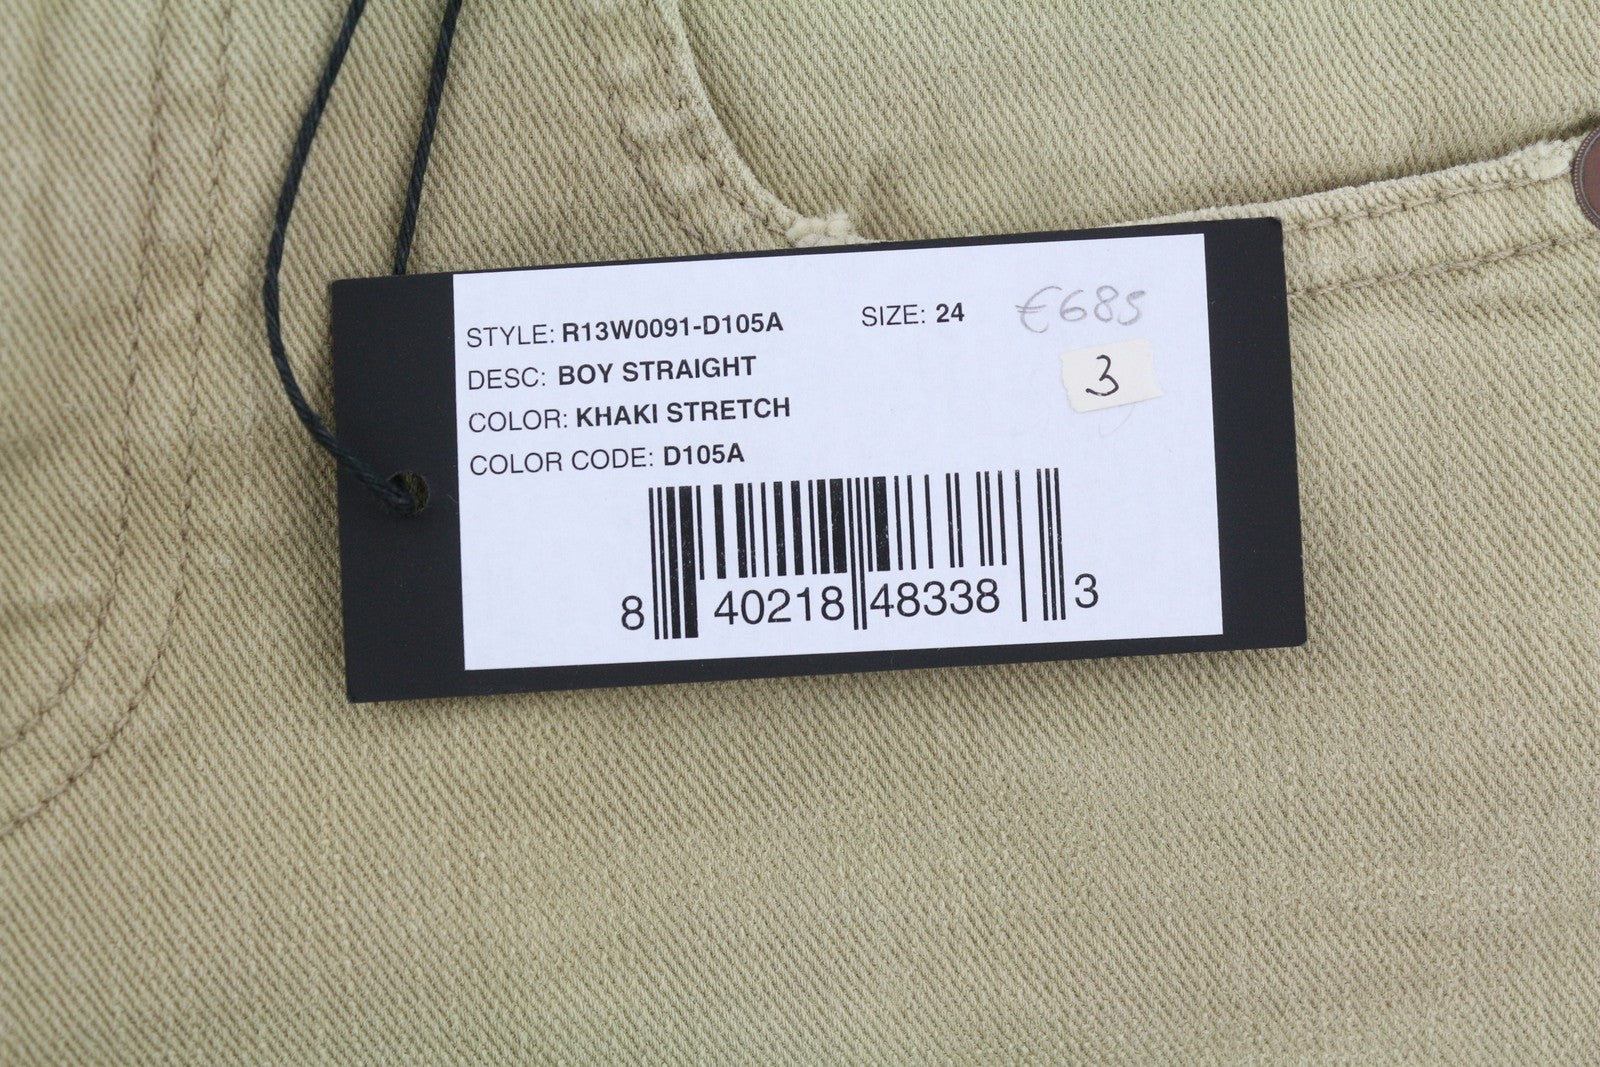 STYLE: R13W0091-D105A SIZE: 24 €685
DESC: BOY STRAIGHT
3
COLOR: KHAKI STRETCH
COLOR CODE: D105A
8 40218 48338 3